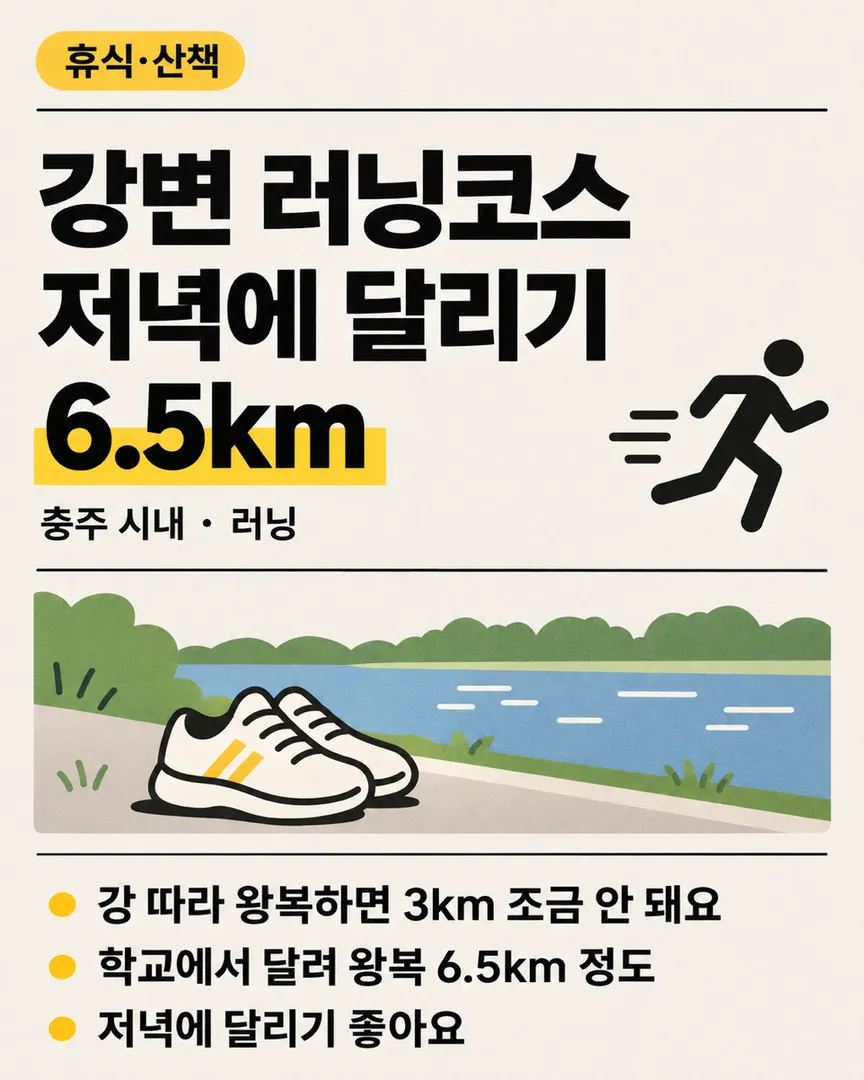 휴식·산책
강변 러닝코스
저녁에 달리기
6.5km
충주 시내 · 러닝
강 따라 왕복하면 3km 조금 안 돼요
학교에서 달려 왕복 6.5km 정도
저녁에 달리기 좋아요